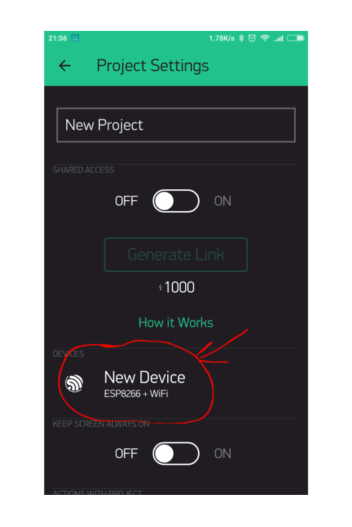 21:56
1.78K/s
Project Settings
New Project
SHARED ACCESS
OFF ON
Generate Link
1000
How it Works
DEVICES
New Device
ESP8266 + WiFi
KEEP SCREEN ALWAYS ON
OFF ON
ACTIONS WITH PROJECT